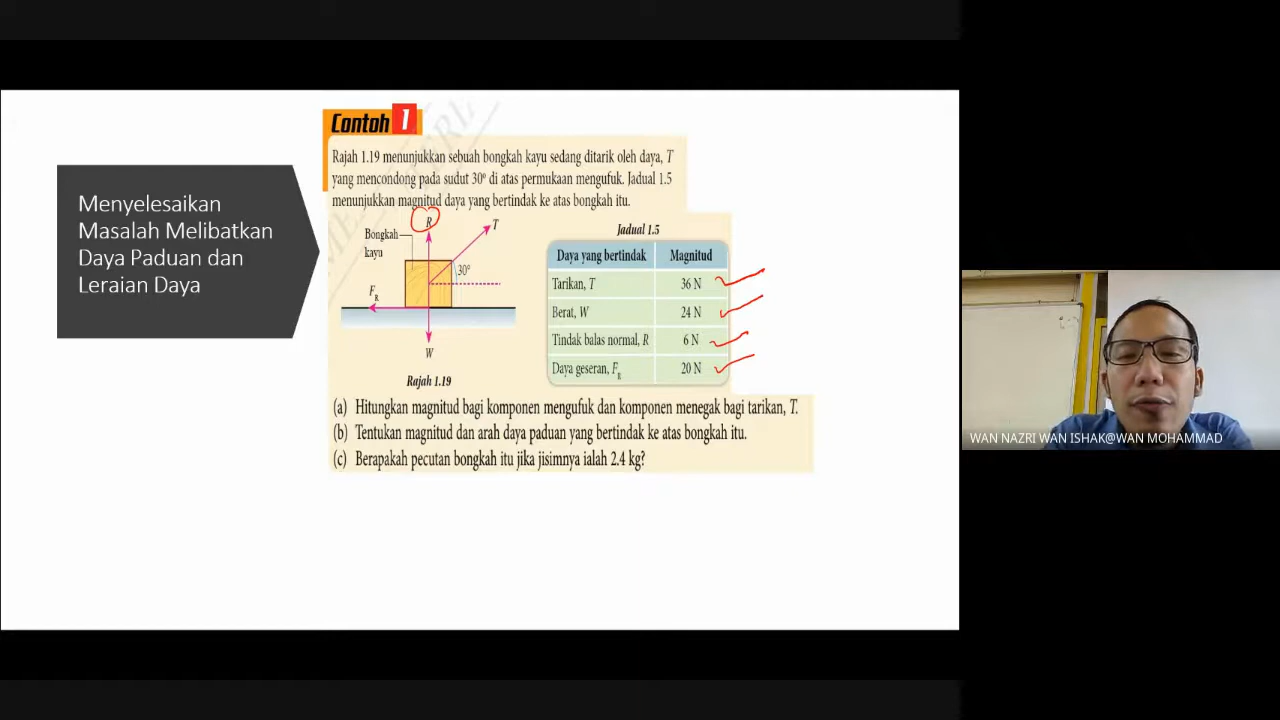 Contoh 1
Rajah 1.19 menunjukkan sebuah bongkah kayu sedang ditarik oleh daya, T
yang mencondong pada sudut 30° di atas permukaan mengufuk. Jadual 1.5
menunjukkan magnitud daya yang bertindak ke atas bongkah itu.
Menyelesaikan
Masalah Melibatkan
Daya Paduan dan
Leraian Daya
R
T
Bongkah
kayu
30°
F_R
W
Rajah 1.19
Jadual 1.5
Daya yang bertindak Magnitud
Tarikan, T 36 N
Berat, W 24 N
Tindak balas normal, R 6 N
Daya geseran, F_R 20 N
(a) Hitungkan magnitud bagi komponen mengufuk dan komponen menegak bagi tarikan, T.
(b) Tentukan magnitud dan arah daya paduan yang bertindak ke atas bongkah itu.
(c) Berapakah pecutan bongkah itu jika jisimnya ialah 2.4 kg?
WAN NAZRI WAN ISHAK@WAN MOHAMMAD